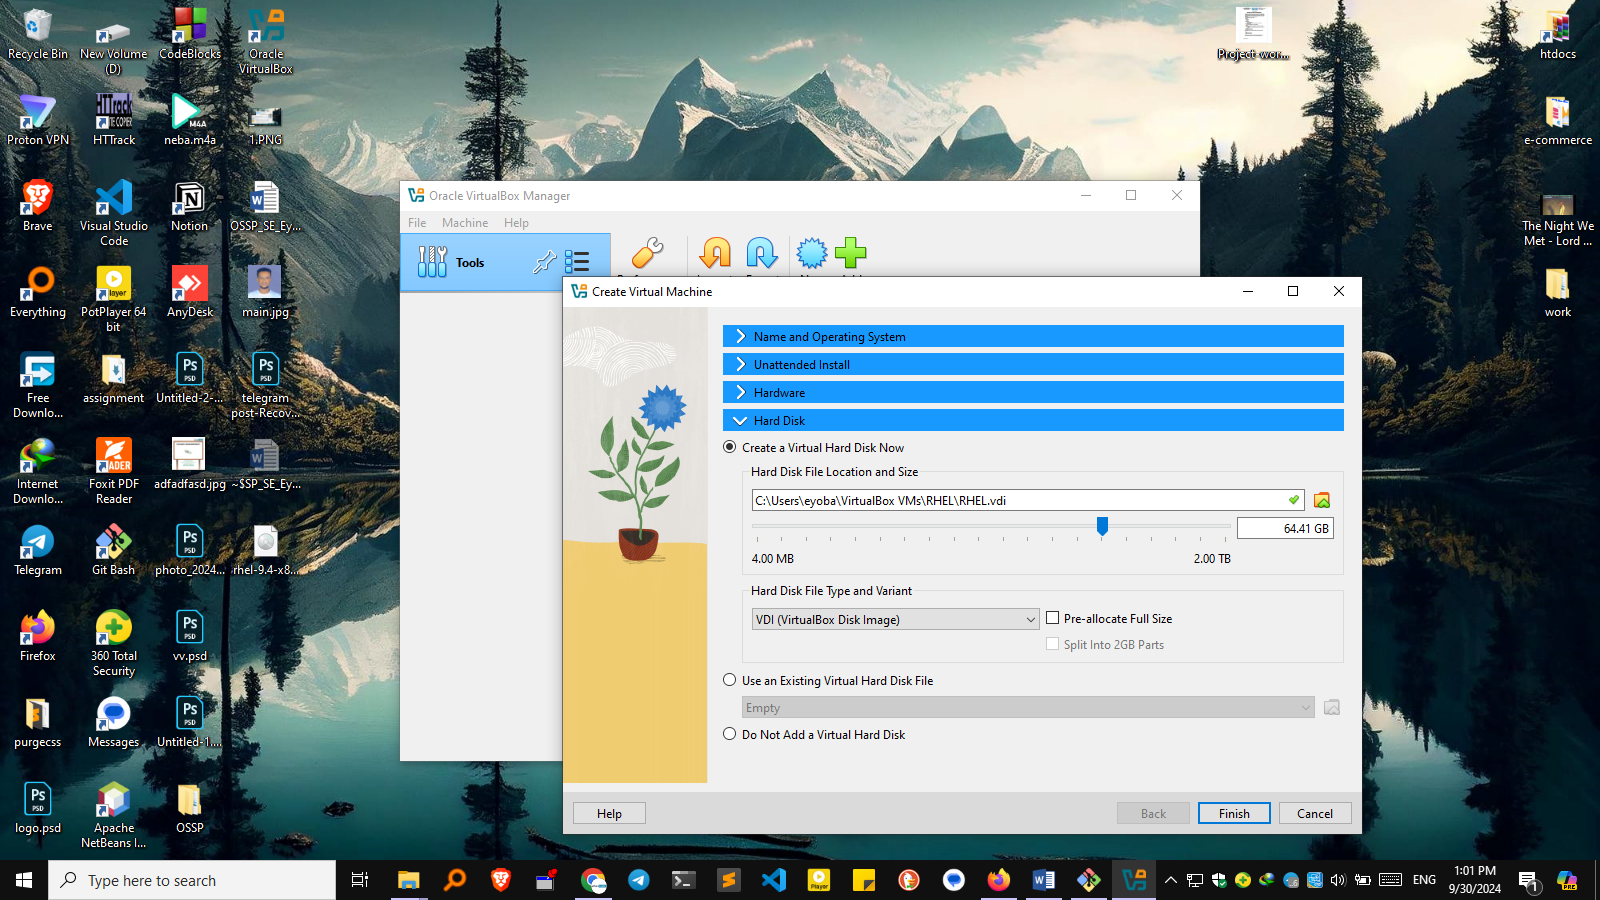 Recycle Bin
New Volume (D)
CodeBlocks
Oracle VirtualBox
Proton VPN
HTTrack
neba.m4a
1.PNG
Brave
Visual Studio Code
Notion
OSSP_SE_Ey...
Everything
PotPlayer 64 bit
AnyDesk
main.jpg
Free Downlo...
assignment
Untitled-2-...
telegram post-Recov...
Internet Downlo...
Foxit PDF Reader
adfadfasd.jpg
~$SP_SE_Ey...
Telegram
Git Bash
photo_2024...
rhel-9.4-x8...
Firefox
360 Total Security
vv.psd
purgecss
Messages
Untitled-1....
logo.psd
Apache NetBeans I...
OSSP
Project-wor...
htdocs
e-commerce
The Night We Met - Lord ...
work
Oracle VirtualBox Manager
File Machine Help
Tools
Create Virtual Machine
Name and Operating System
Unattended Install
Hardware
Hard Disk
Create a Virtual Hard Disk Now
Hard Disk File Location and Size
C:\Users\eyoba\VirtualBox VMs\RHEL\RHEL.vdi
64.41 GB
4.00 MB 2.00 TB
Hard Disk File Type and Variant
VDI (VirtualBox Disk Image) Pre-allocate Full Size
Split Into 2GB Parts
Use an Existing Virtual Hard Disk File
Empty
Do Not Add a Virtual Hard Disk
Help Back Finish Cancel
Type here to search
ENG
1:01 PM
9/30/2024
1